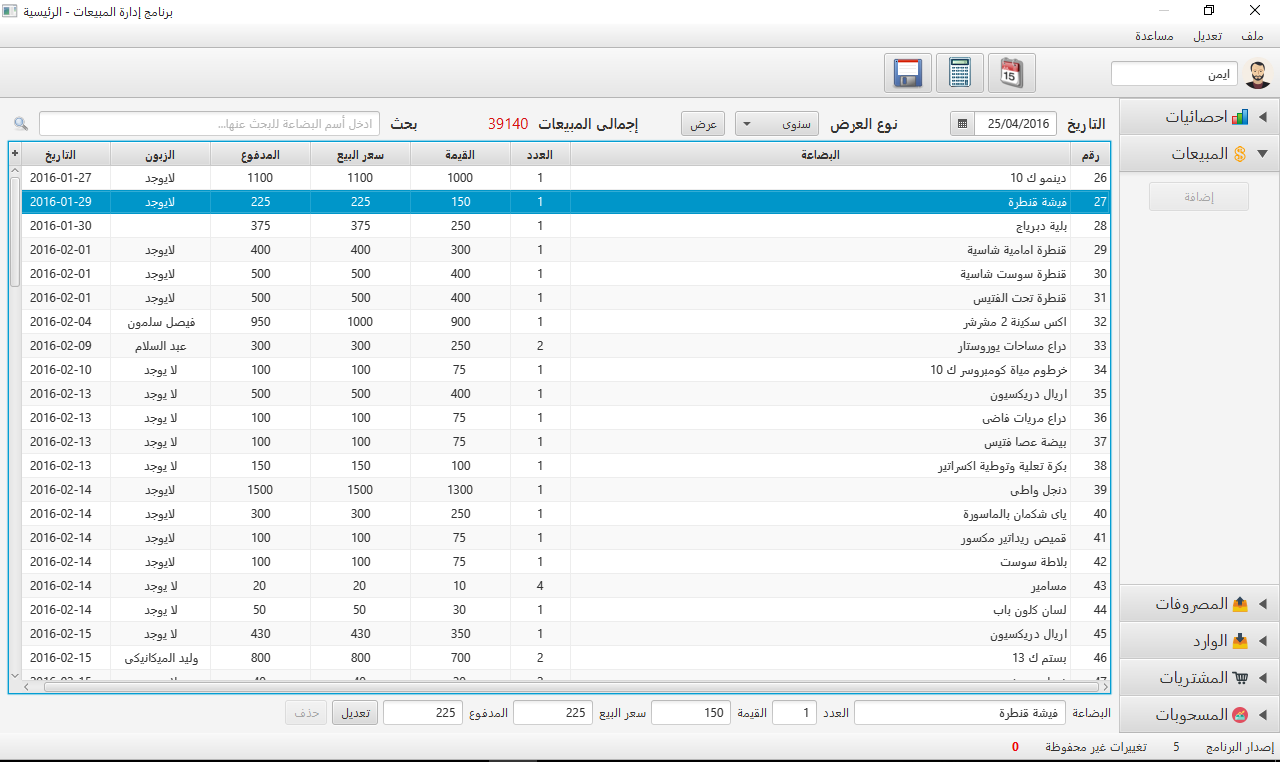 برنامج إدارة المبيعات - الرئيسية
ملف تعديل مساعدة
ايمن
15
احصائيات
المبيعات
إضافة
المصروفات
الوارد
المشتريات
المسحوبات
التاريخ 25/04/2016 نوع العرض سنوى عرض إجمالى المبيعات 39140 بحث ادخل أسم البضاعة للبحث عنها...
رقم البضاعة العدد القيمة سعر البيع المدفوع الزبون التاريخ +
26 دينمو ك 10 1 1000 1100 1100 لايوجد 2016-01-27
27 فيشة قنطرة 1 150 225 225 لايوجد 2016-01-29
28 بلية دبرياج 1 250 375 375 2016-01-30
29 قنطرة امامية شاسية 1 300 400 400 لايوجد 2016-02-01
30 قنطرة سوست شاسية 1 400 500 500 لايوجد 2016-02-01
31 قنطرة تحت الفتيس 1 400 500 500 لايوجد 2016-02-01
32 اكس سكينة 2 مشرشر 1 900 1000 950 فيصل سلمون 2016-02-04
33 دراع مساحات يوروستار 2 250 300 300 عبد السلام 2016-02-09
34 خرطوم مياة كومبروسر ك 10 1 75 100 100 لا يوجد 2016-02-10
35 اريال دريكسيون 1 400 500 500 لايوجد 2016-02-13
36 دراع مريات فاضى 1 75 100 100 لا يوجد 2016-02-13
37 بيضة عصا فتيس 1 75 100 100 لا يوجد 2016-02-13
38 بكرة تعلية وتوطية اكسراتير 1 100 150 150 لا يوجد 2016-02-13
39 دنجل واطى 1 1300 1500 1500 لايوجد 2016-02-14
40 ياى شكمان بالماسورة 1 250 300 300 لايوجد 2016-02-14
41 قميص ريداتير مكسور 1 75 100 100 لايوجد 2016-02-14
42 بلاطة سوست 1 75 100 100 لايوجد 2016-02-14
43 مسامير 4 10 20 20 لا يوجد 2016-02-14
44 لسان كلون باب 1 30 50 50 لا يوجد 2016-02-14
45 اريال دريكسيون 1 350 430 430 لا يوجد 2016-02-15
46 بستم ك 13 2 700 800 800 وليد الميكانيكى 2016-02-15
البضاعة فيشة قنطرة العدد 1 القيمة 150 سعر البيع 225 المدفوع 225 تعديل حذف
إصدار البرنامج 5 تغييرات غير محفوظة 0